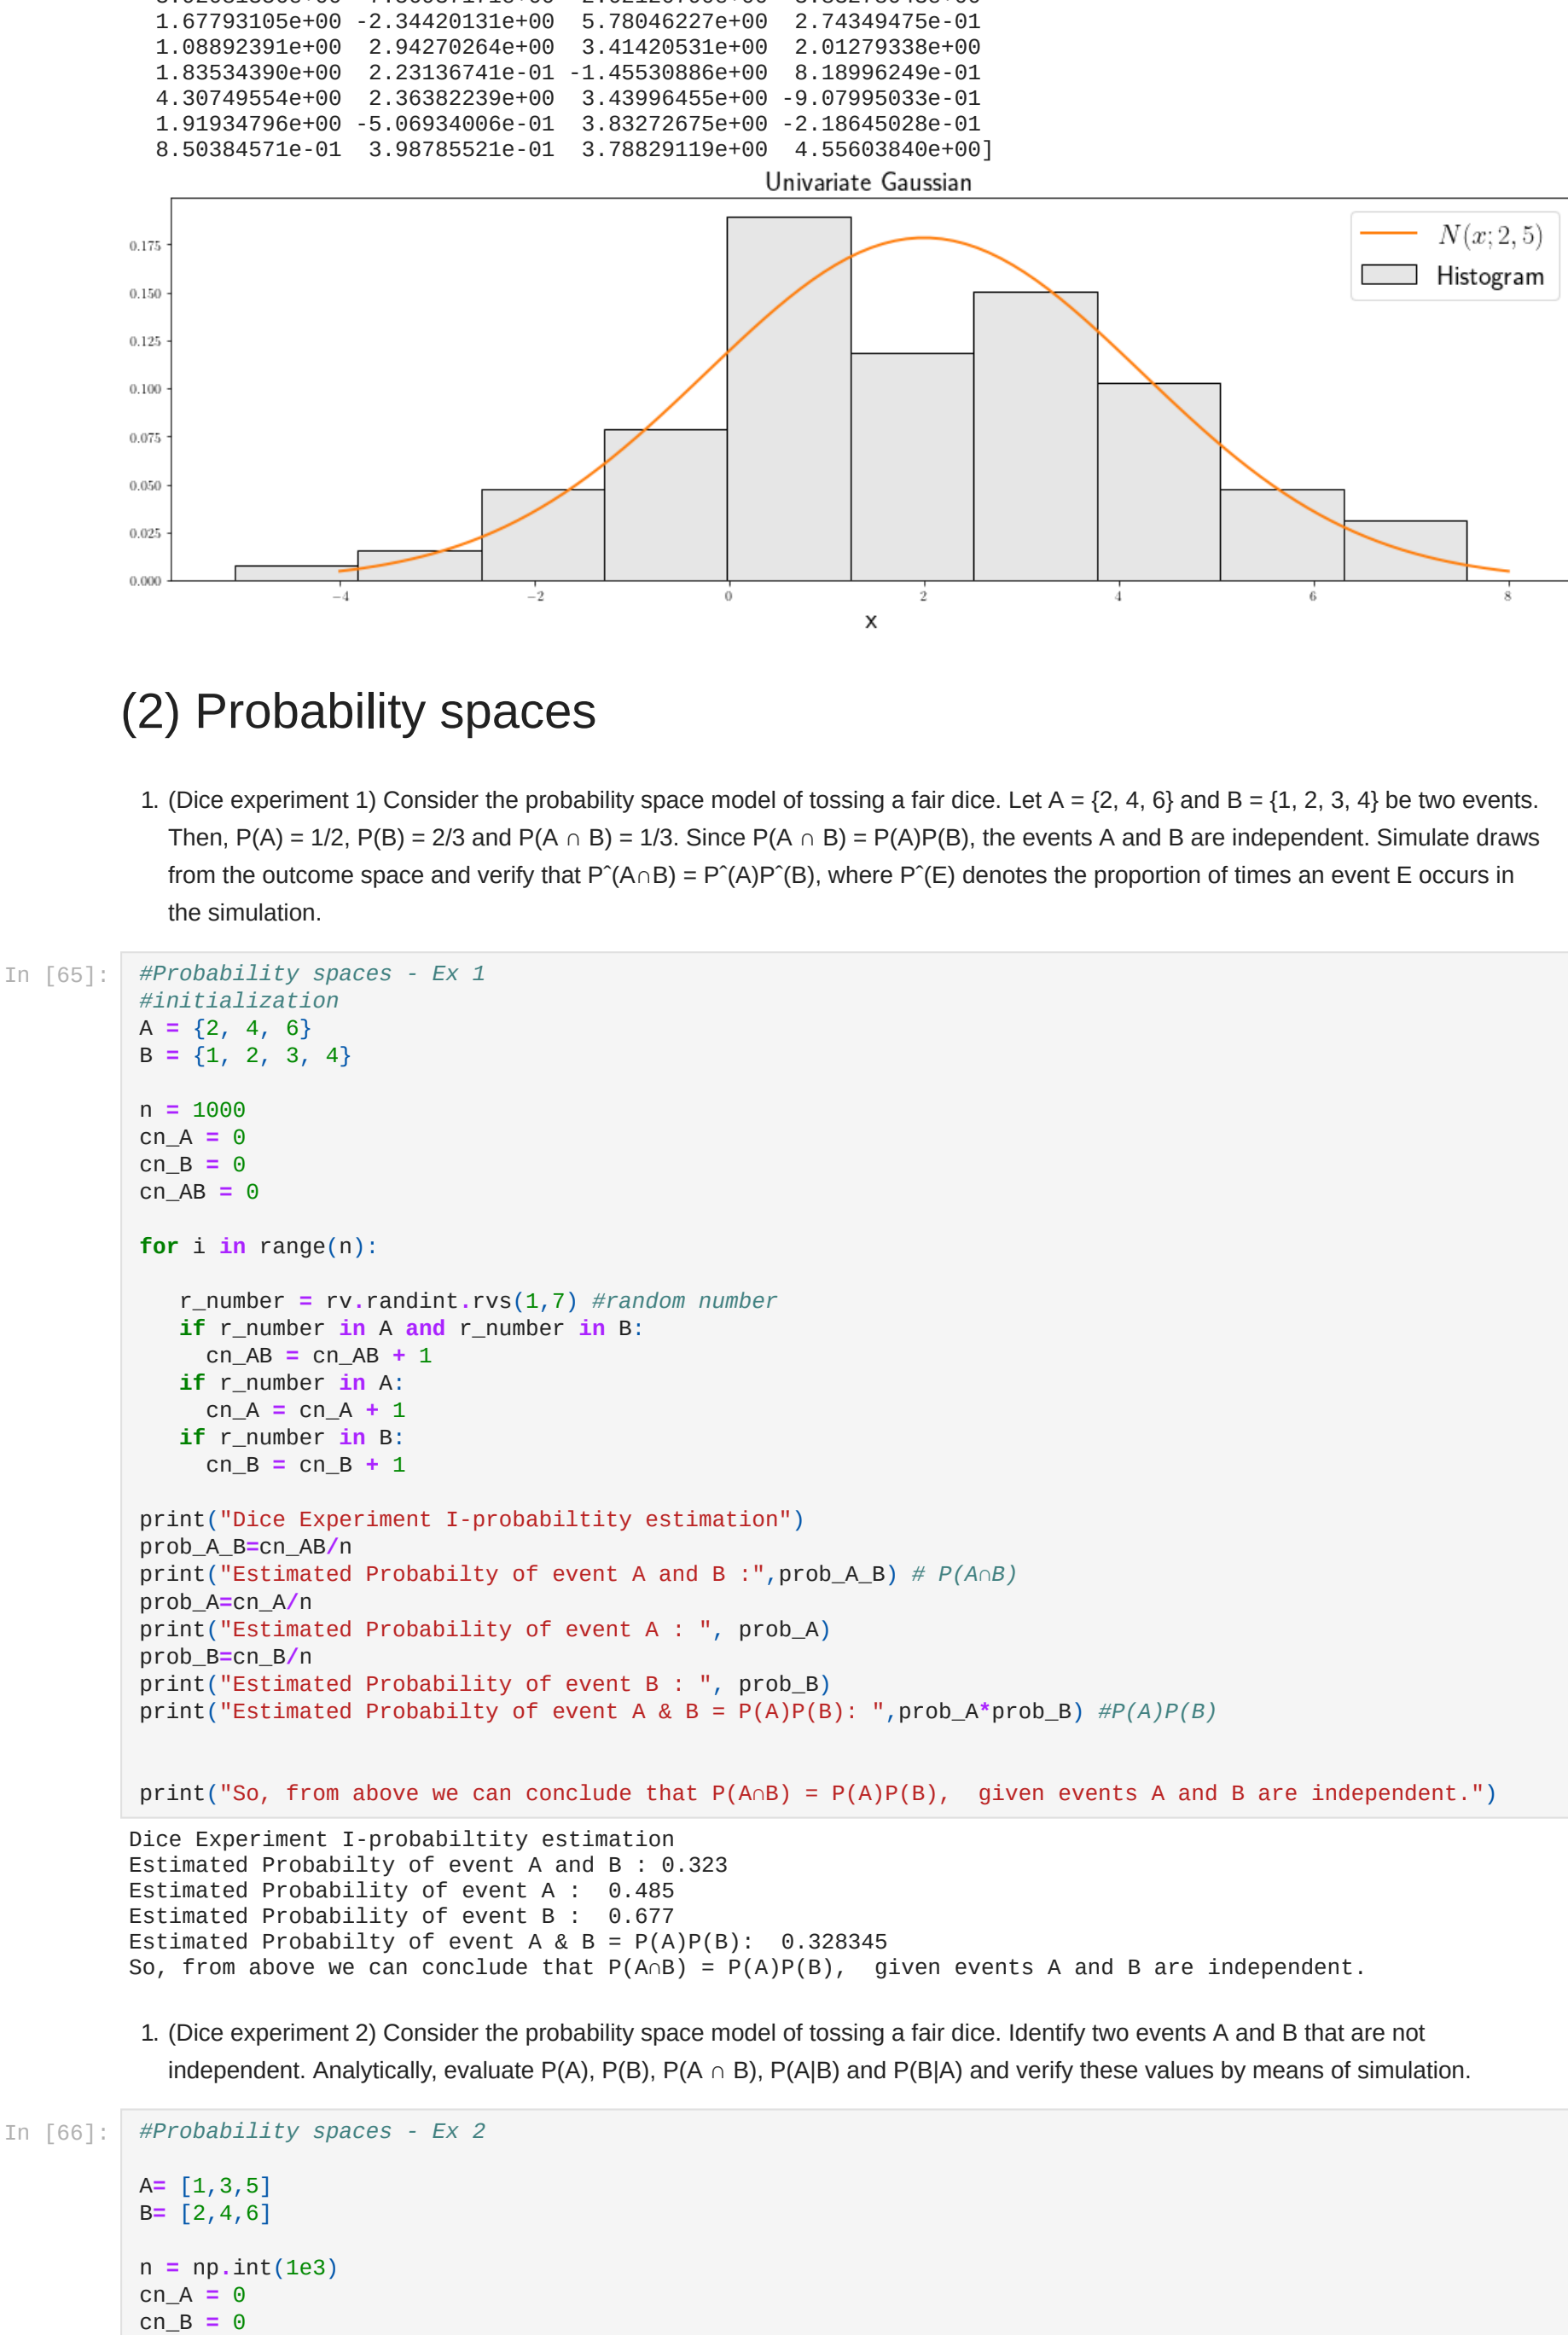 1.67793105e+00 -2.34420131e+00  5.78046227e+00  2.74349475e-01
1.08892391e+00  2.94270264e+00  3.41420531e+00  2.01279338e+00
1.83534390e+00  2.23136741e-01 -1.45530886e+00  8.18996249e-01
4.30749554e+00  2.36382239e+00  3.43996455e+00 -9.07995033e-01
1.91934796e+00 -5.06934006e-01  3.83272675e+00 -2.18645028e-01
8.50384571e-01  3.98785521e-01  3.78829119e+00  4.55603840e+00]
Univariate Gaussian
N(x; 2, 5)
Histogram
0.175
0.150
0.125
0.100
0.075
0.050
0.025
0.000
−4 −2 0 2 4 6 8
x
(2) Probability spaces
1. (Dice experiment 1) Consider the probability space model of tossing a fair dice. Let A = {2, 4, 6} and B = {1, 2, 3, 4} be two events.
Then, P(A) = 1/2, P(B) = 2/3 and P(A ∩ B) = 1/3. Since P(A ∩ B) = P(A)P(B), the events A and B are independent. Simulate draws
from the outcome space and verify that Pˆ(A∩B) = Pˆ(A)Pˆ(B), where Pˆ(E) denotes the proportion of times an event E occurs in
the simulation.
In [65]:
#Probability spaces - Ex 1
#initialization
A = {2, 4, 6}
B = {1, 2, 3, 4}
n = 1000
cn_A = 0
cn_B = 0
cn_AB = 0
for i in range(n):
r_number = rv.randint.rvs(1,7) #random number
if r_number in A and r_number in B:
cn_AB = cn_AB + 1
if r_number in A:
cn_A = cn_A + 1
if r_number in B:
cn_B = cn_B + 1
print("Dice Experiment I-probabiltity estimation")
prob_A_B=cn_AB/n
print("Estimated Probabilty of event A and B :",prob_A_B) # P(A∩B)
prob_A=cn_A/n
print("Estimated Probability of event A : ", prob_A)
prob_B=cn_B/n
print("Estimated Probability of event B : ", prob_B)
print("Estimated Probabilty of event A & B = P(A)P(B): ",prob_A*prob_B) #P(A)P(B)
print("So, from above we can conclude that P(A∩B) = P(A)P(B),  given events A and B are independent.")
Dice Experiment I-probabiltity estimation
Estimated Probabilty of event A and B : 0.323
Estimated Probability of event A :  0.485
Estimated Probability of event B :  0.677
Estimated Probabilty of event A & B = P(A)P(B):  0.328345
So, from above we can conclude that P(A∩B) = P(A)P(B),  given events A and B are independent.
1. (Dice experiment 2) Consider the probability space model of tossing a fair dice. Identify two events A and B that are not
independent. Analytically, evaluate P(A), P(B), P(A ∩ B), P(A|B) and P(B|A) and verify these values by means of simulation.
In [66]:
#Probability spaces - Ex 2
A= [1,3,5]
B= [2,4,6]
n = np.int(1e3)
cn_A = 0
cn_B = 0